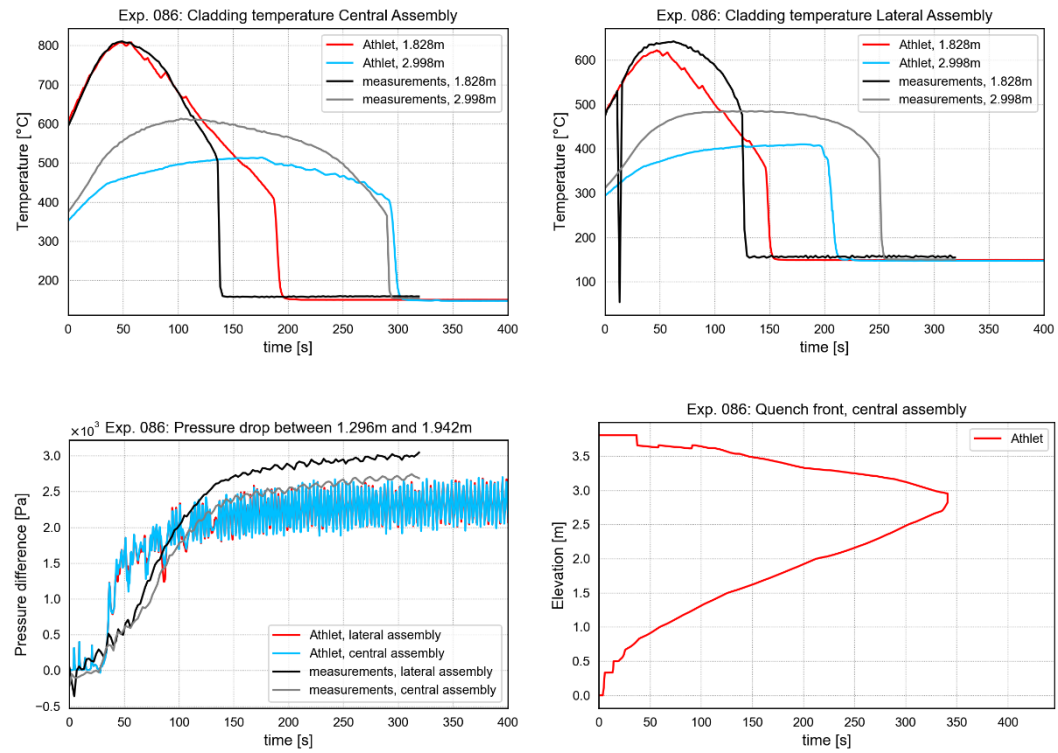 Exp. 086: Cladding temperature Central Assembly
Temperature [°C]
800
700
600
500
400
300
200
Athlet, 1.828m
Athlet, 2.998m
measurements, 1.828m
measurements, 2.998m
0 50 100 150 200 250 300 350 400
time [s]
Exp. 086: Cladding temperature Lateral Assembly
Temperature [°C]
600
500
400
300
200
100
Athlet, 1.828m
Athlet, 2.998m
measurements, 1.828m
measurements, 2.998m
0 50 100 150 200 250 300 350 400
time [s]
×10³
Exp. 086: Pressure drop between 1.296m and 1.942m
Pressure difference [Pa]
3.0
2.5
2.0
1.5
1.0
0.5
0.0
−0.5
Athlet, lateral assembly
Athlet, central assembly
measurements, lateral assembly
measurements, central assembly
0 50 100 150 200 250 300 350 400
time [s]
Exp. 086: Quench front, central assembly
Elevation [m]
3.5
3.0
2.5
2.0
1.5
1.0
0.5
0.0
Athlet
0 50 100 150 200 250 300 350 400
time [s]